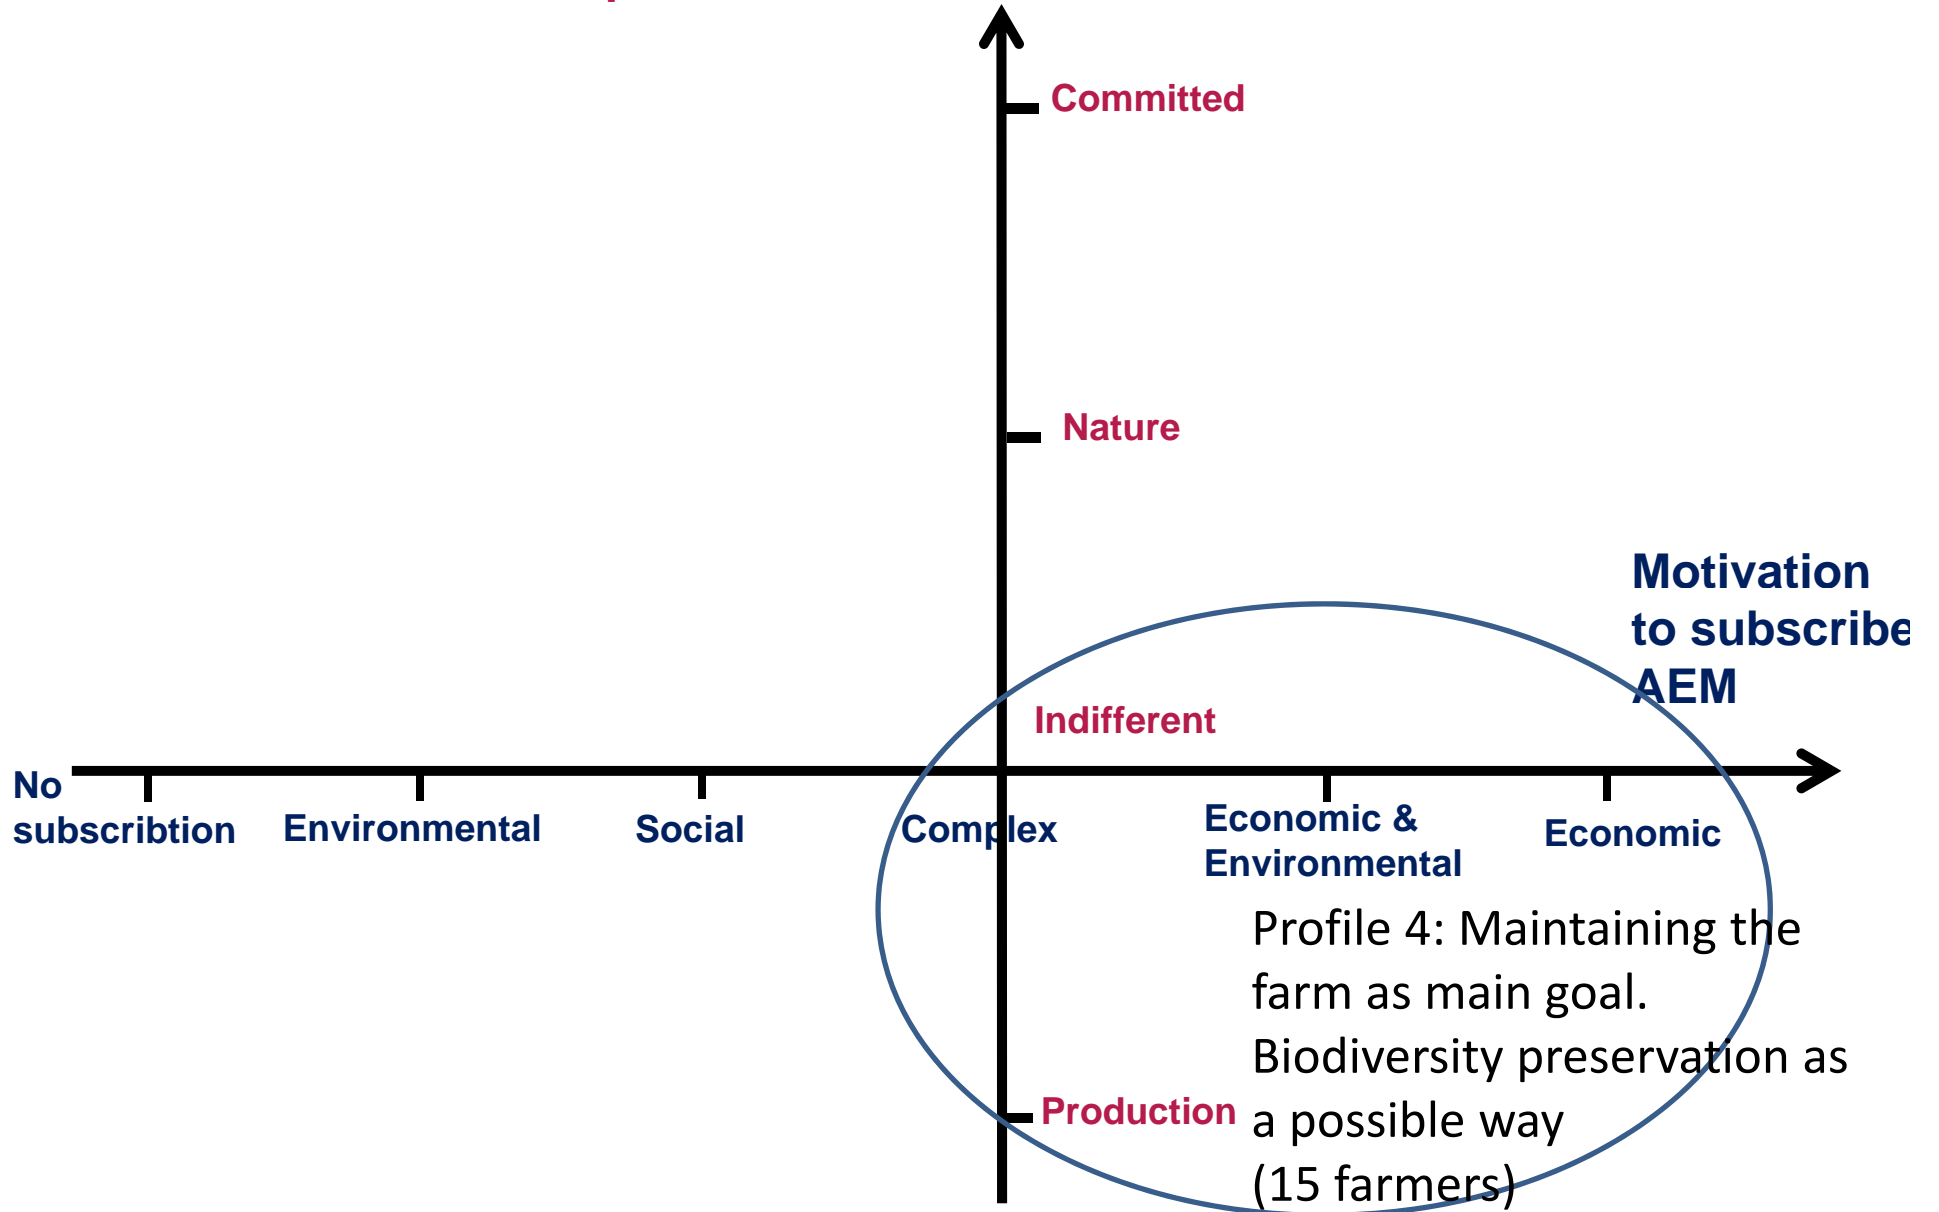 Committed
Nature
Motivation
to subscribe
AEM
Indifferent
No
subscribtion
Environmental
Social
Complex
Economic &
Environmental
Economic
Profile 4: Maintaining the
farm as main goal.
Biodiversity preservation as
a possible way
(15 farmers)
Production